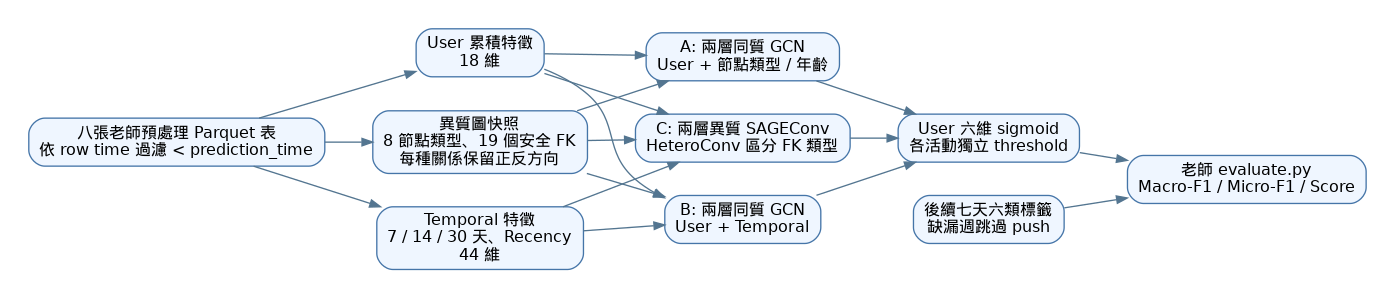 八張老師預處理 Parquet 表
依 row time 過濾 < prediction_time
User 累積特徵
18 維
異質圖快照
8 節點類型、19 個安全 FK
每種關係保留正反方向
Temporal 特徵
7 / 14 / 30 天、Recency
44 維
A: 兩層同質 GCN
User + 節點類型 / 年齡
C: 兩層異質 SAGEConv
HeteroConv 區分 FK 類型
B: 兩層同質 GCN
User + Temporal
User 六維 sigmoid
各活動獨立 threshold
後續七天六類標籤
缺漏週跳過 push
老師 evaluate.py
Macro-F1 / Micro-F1 / Score